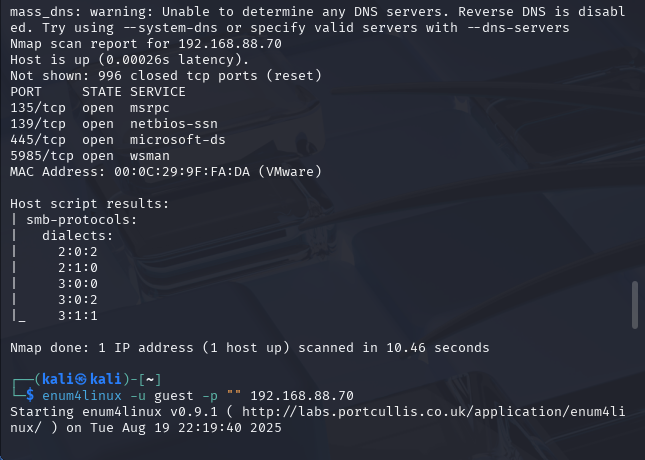 mass_dns: warning: Unable to determine any DNS servers. Reverse DNS is disabl
ed. Try using --system-dns or specify valid servers with --dns-servers
Nmap scan report for 192.168.88.70
Host is up (0.00026s latency).
Not shown: 996 closed tcp ports (reset)
PORT     STATE SERVICE
135/tcp  open  msrpc
139/tcp  open  netbios-ssn
445/tcp  open  microsoft-ds
5985/tcp open  wsman
MAC Address: 00:0C:29:9F:FA:DA (VMware)

Host script results:
| smb-protocols:
|   dialects:
|     2:0:2
|     2:1:0
|     3:0:0
|     3:0:2
|_    3:1:1

Nmap done: 1 IP address (1 host up) scanned in 10.46 seconds

┌──(kali㉿kali)-[~]
└─$ enum4linux -u guest -p "" 192.168.88.70
Starting enum4linux v0.9.1 ( http://labs.portcullis.co.uk/application/enum4li
nux/ ) on Tue Aug 19 22:19:40 2025